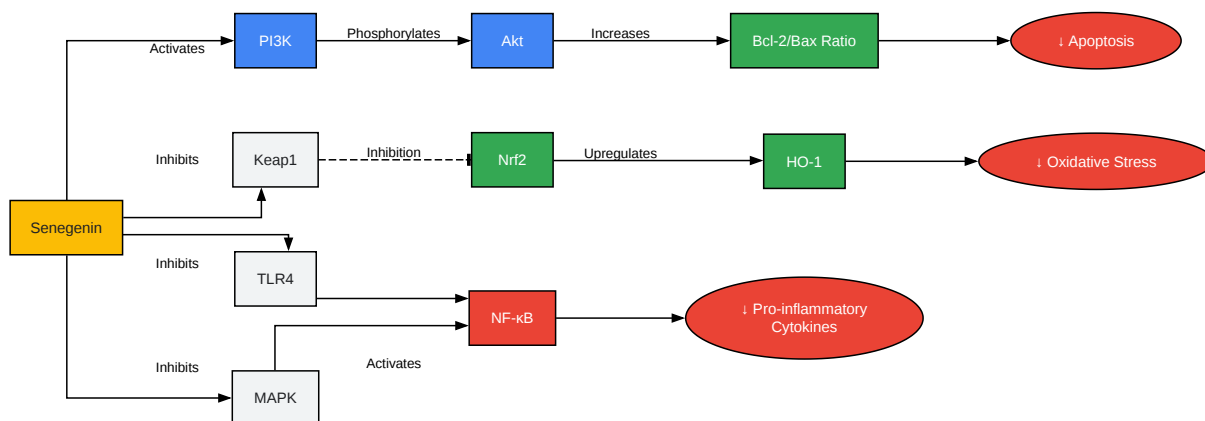 Activates
PI3K
Phosphorylates
Akt
Increases
Bcl-2/Bax Ratio
↓ Apoptosis
Inhibits
Keap1
Inhibition
Nrf2
Upregulates
HO-1
↓ Oxidative Stress
Senegenin
Inhibits
TLR4
NF-κB
↓ Pro-inflammatory
Cytokines
Inhibits
MAPK
Activates